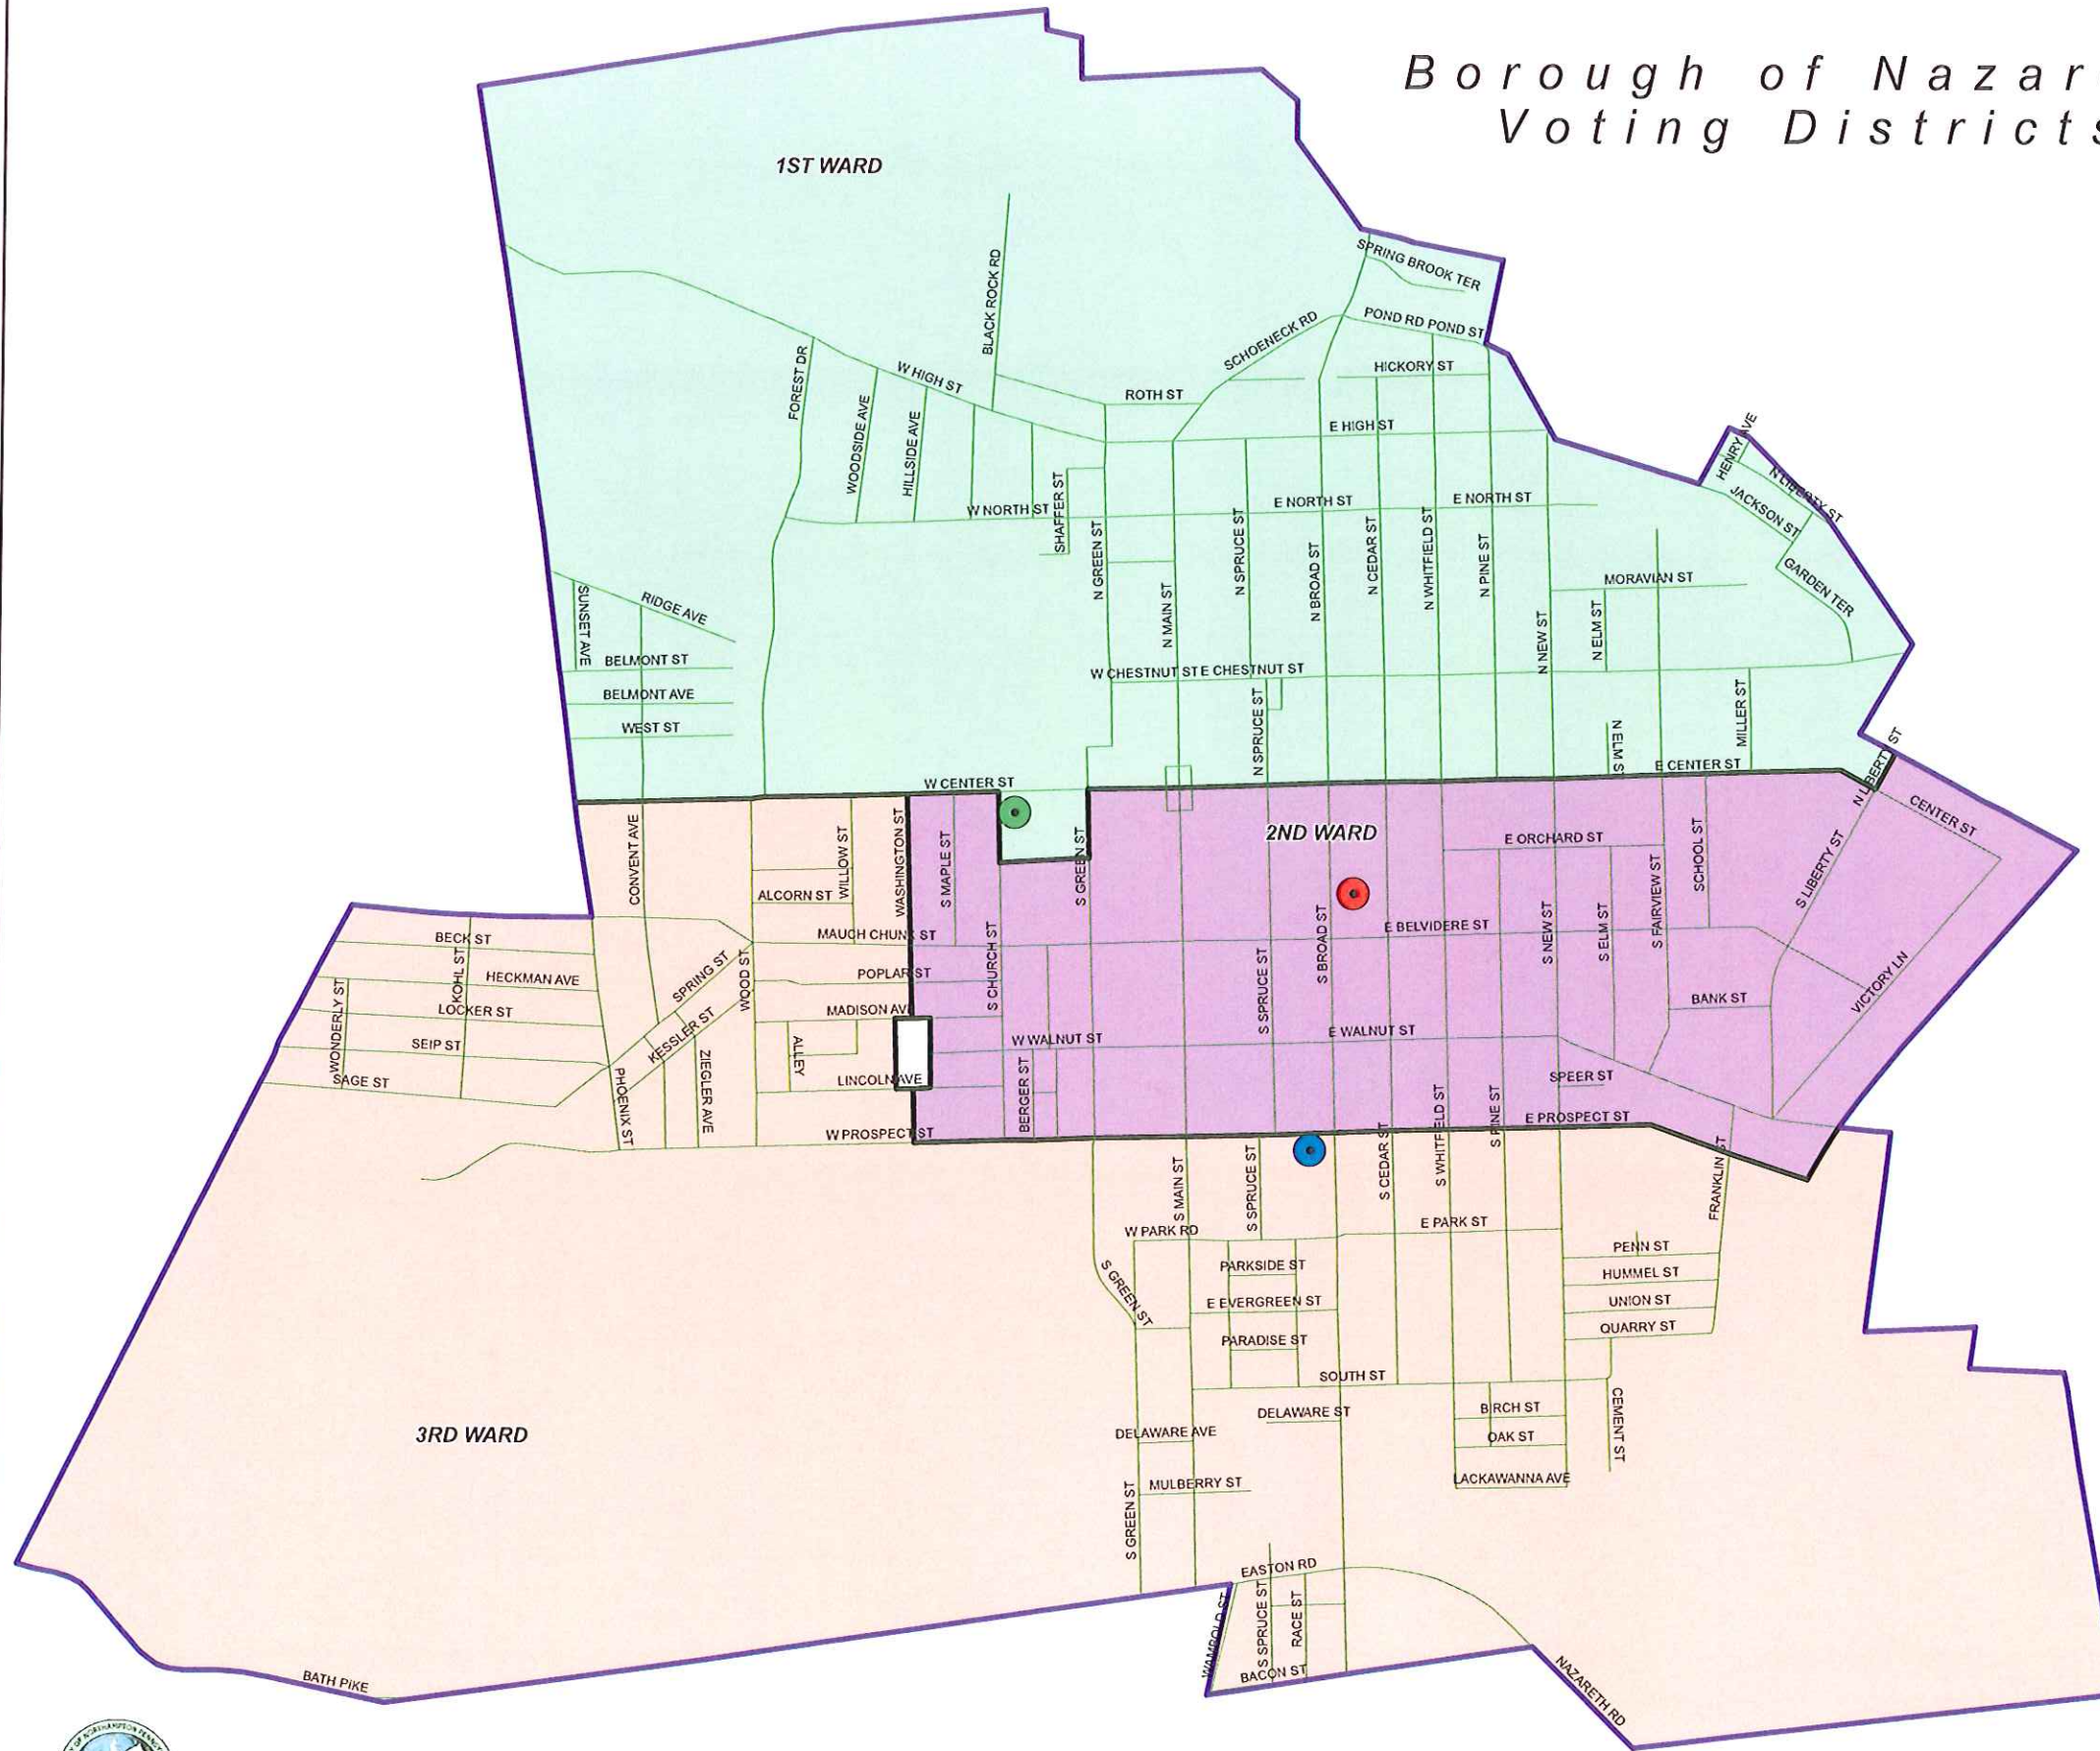 Borough of Nazar
Voting Districts
1ST WARD
SPRING BROOK TER
BLACK ROCK RD
SCHOENECK RD
POND RD POND ST
FOREST DR
W HIGH ST
HICKORY ST
WOODSIDE AVE
HILLSIDE AVE
ROTH ST
E HIGH ST
HENRY AVE
N LIBERTY ST
JACKSON ST
W NORTH ST
SHAFFER ST
E NORTH ST
E NORTH ST
N GREEN ST
N SPRUCE ST
N BROAD ST
N CEDAR ST
N WHITFIELD ST
N PINE ST
GARDEN TER
SUNSET AVE
RIDGE AVE
N MAIN ST
MORAVIAN ST
N NEW ST
N ELM ST
BELMONT ST
W CHESTNUT ST E CHESTNUT ST
BELMONT AVE
WEST ST
N SPRUCE ST
N ELM S
MILLER ST
W CENTER ST
E CENTER ST
N LIBERTY ST
CENTER ST
2ND WARD
CONVENT AVE
WILLOW ST
WASHINGTON ST
S MAPLE ST
S GREEN ST
E ORCHARD ST
SCHOOL ST
S LIBERTY ST
ALCORN ST
S FAIRVIEW ST
BECK ST
MAUCH CHUNK ST
S CHURCH ST
E BELVIDERE ST
S BROAD ST
S NEW ST
S ELM ST
KOHL ST
HECKMAN AVE
SPRING ST
WOOD ST
POPLAR ST
S SPRUCE ST
VICTORY LN
WONDERLY ST
LOCKER ST
KESSLER ST
MADISON AVE
BANK ST
SEIP ST
ZIEGLER AVE
ALLEY
W WALNUT ST
E WALNUT ST
SAGE ST
PHOENIX ST
LINCOLN AVE
BERGER ST
SPEER ST
W PROSPECT ST
S WHITFIELD ST
S PINE ST
E PROSPECT ST
S MAIN ST
S SPRUCE ST
S CEDAR ST
FRANKLIN ST
W PARK RD
E PARK ST
S GREEN ST
PARKSIDE ST
PENN ST
HUMMEL ST
E EVERGREEN ST
UNION ST
PARADISE ST
QUARRY ST
SOUTH ST
3RD WARD
DELAWARE ST
BIRCH ST
CEMENT ST
DELAWARE AVE
OAK ST
S GREEN ST
MULBERRY ST
LACKAWANNA AVE
EASTON RD
WAMBOLD ST
S SPRUCE ST
RACE ST
BACON ST
BATH PIKE
NAZARETH RD